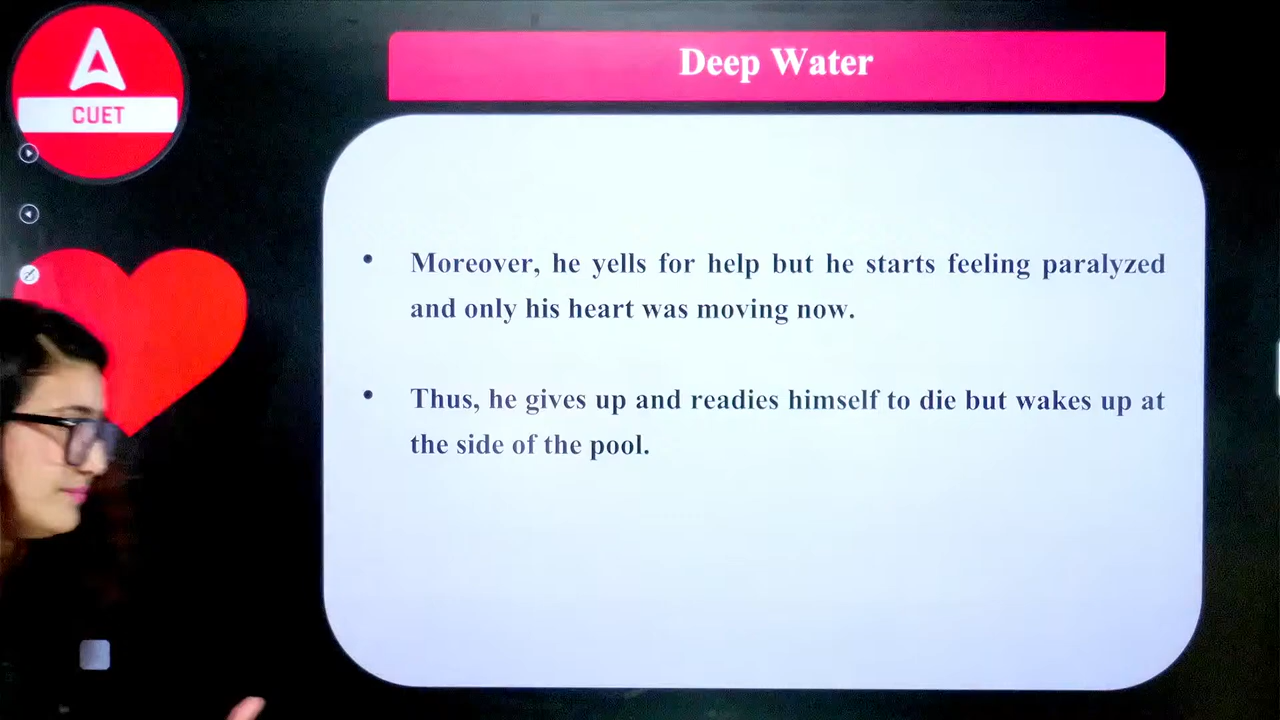 CUET
Deep Water
• Moreover, he yells for help but he starts feeling paralyzed
and only his heart was moving now.
• Thus, he gives up and readies himself to die but wakes up at
the side of the pool.